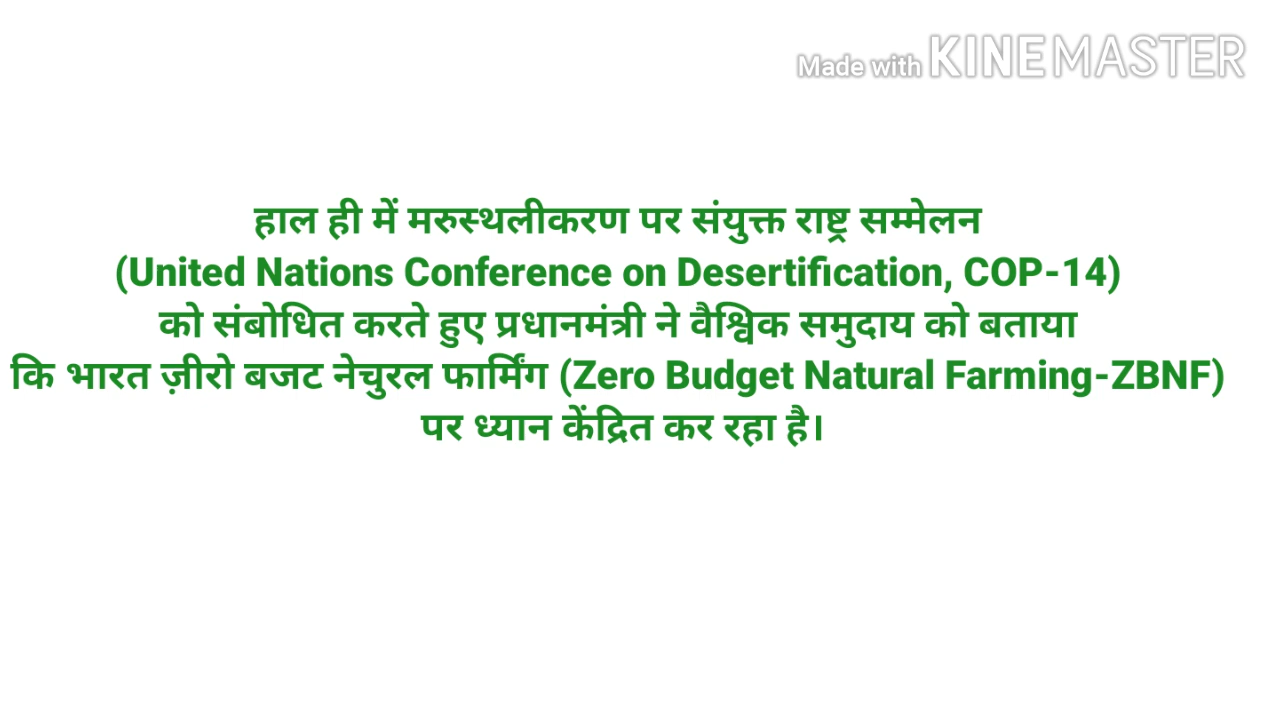 Made with KINEMASTER
हाल ही में मरुस्थलीकरण पर संयुक्त राष्ट्र सम्मेलन
(United Nations Conference on Desertification, COP-14)
को संबोधित करते हुए प्रधानमंत्री ने वैश्विक समुदाय को बताया
कि भारत ज़ीरो बजट नेचुरल फार्मिंग (Zero Budget Natural Farming-ZBNF)
पर ध्यान केंद्रित कर रहा है।